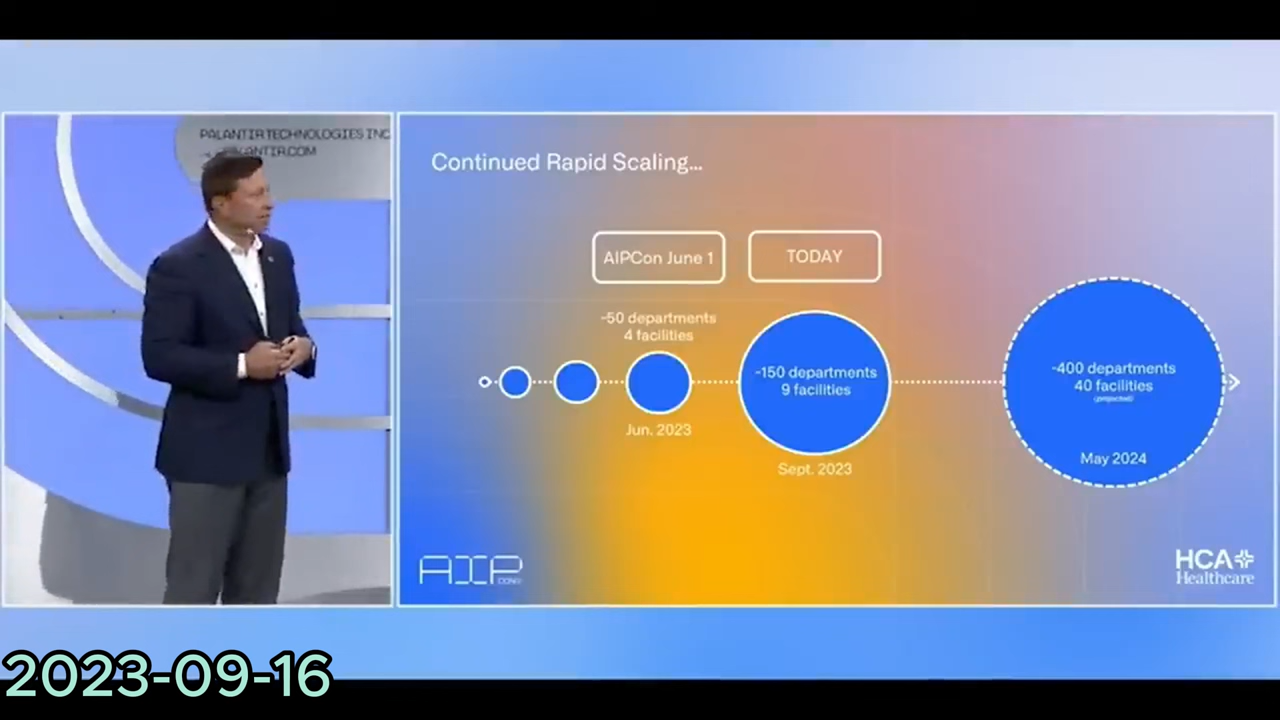 PALANTIR TECHNOLOGIES INC
Continued Rapid Scaling...
AIPCon June 1
TODAY
~50 departments
4 facilities
~150 departments
9 facilities
~400 departments
40 facilities
(projected)
Jun. 2023
Sept. 2023
May 2024
AIP
CON
HCA
Healthcare
2023-09-16